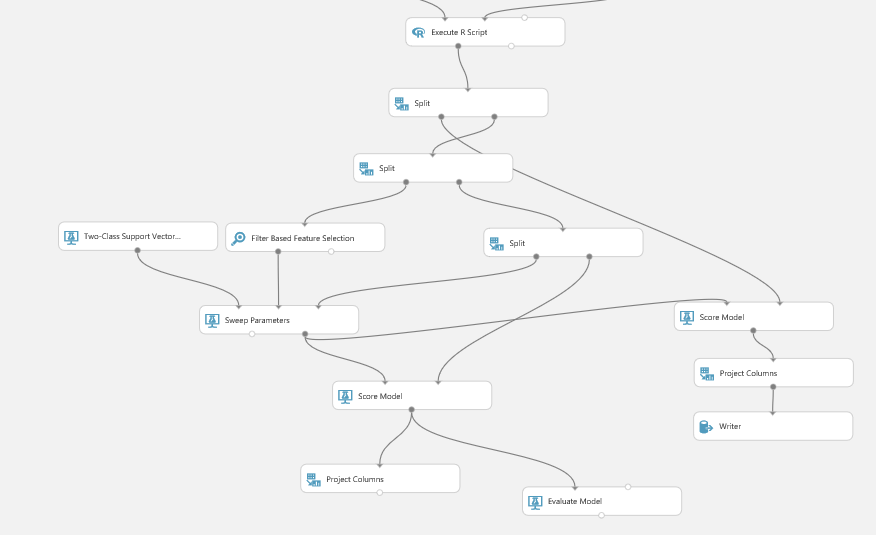 Execute R Script
Split
Split
Two-Class Support Vector...
Filter Based Feature Selection
Split
Sweep Parameters
Score Model
Project Columns
Score Model
Writer
Project Columns
Evaluate Model